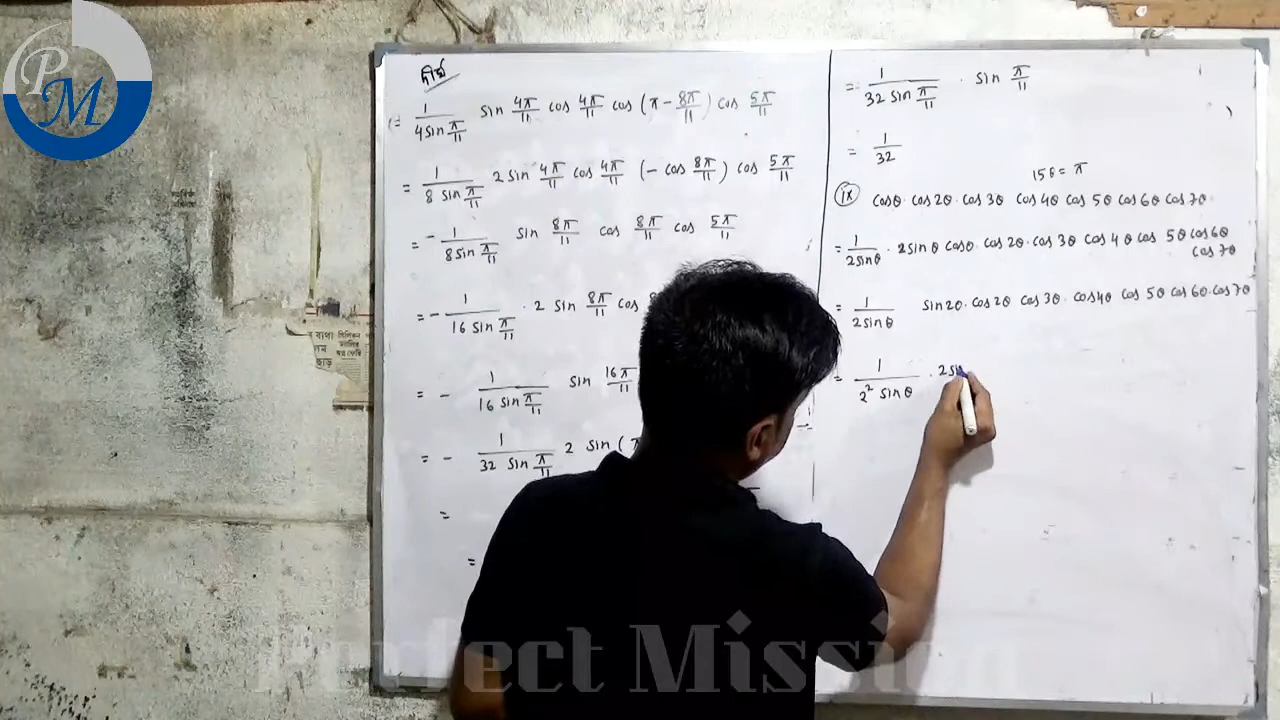 PM
দীর্ঘ
= 1/(4 sin π/11) sin 4π/11 cos 4π/11 cos (π - 8π/11) cos 5π/11
= 1/(8 sin π/11) 2 sin 4π/11 cos 4π/11 (- cos 8π/11) cos 5π/11
= - 1/(8 sin π/11) sin 8π/11 cos 8π/11 cos 5π/11
= - 1/(16 sin π/11) · 2 sin 8π/11 cos
= - 1/(16 sin π/11) sin 16π/11
= - 1/(32 sin π/11) 2 sin (
=
=
= 1/(32 sin π/11) · sin π/11
= 1/32
15θ = π
(ix) cosθ· cos 2θ· cos 3θ cos 4θ cos 5θ cos 6θ cos 7θ
= 1/(2sinθ) · 2sinθ cosθ· cos 2θ· cos 3θ cos 4θ cos 5θ cos 6θ
cos 7θ
= 1/(2sinθ) sin2θ· cos 2θ cos 3θ· cos4θ cos 5θ cos 6θ· cos 7θ
= 1/(2² sinθ) · 2si
Perfect Mission